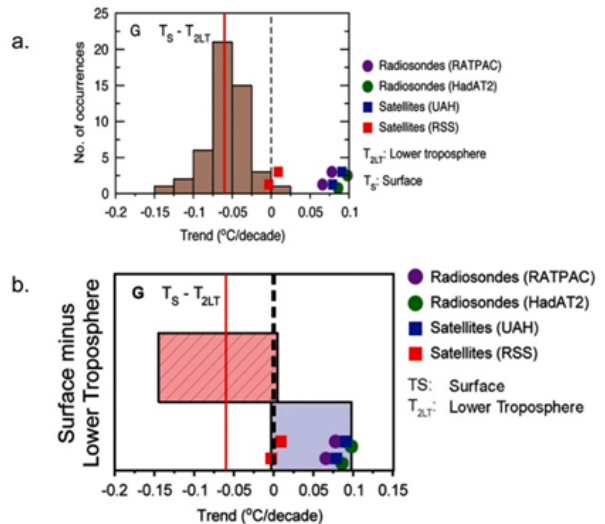 a.
G T_S - T_2LT
25
20
15
10
5
0
No. of occurrences
-0.2 -0.15 -0.1 -0.05 0 0.05 0.1
Trend (°C/decade)
Radiosondes (RATPAC)
Radiosondes (HadAT2)
Satellites (UAH)
Satellites (RSS)
T2LT: Lower troposphere
TS: Surface
b.
G TS - T2LT
Surface minus
Lower Troposphere
-0.2 -0.15 -0.1 -0.05 0 0.05 0.1 0.15
Trend (°C/decade)
Radiosondes (RATPAC)
Radiosondes (HadAT2)
Satellites (UAH)
Satellites (RSS)
TS: Surface
T2LT: Lower Troposphere